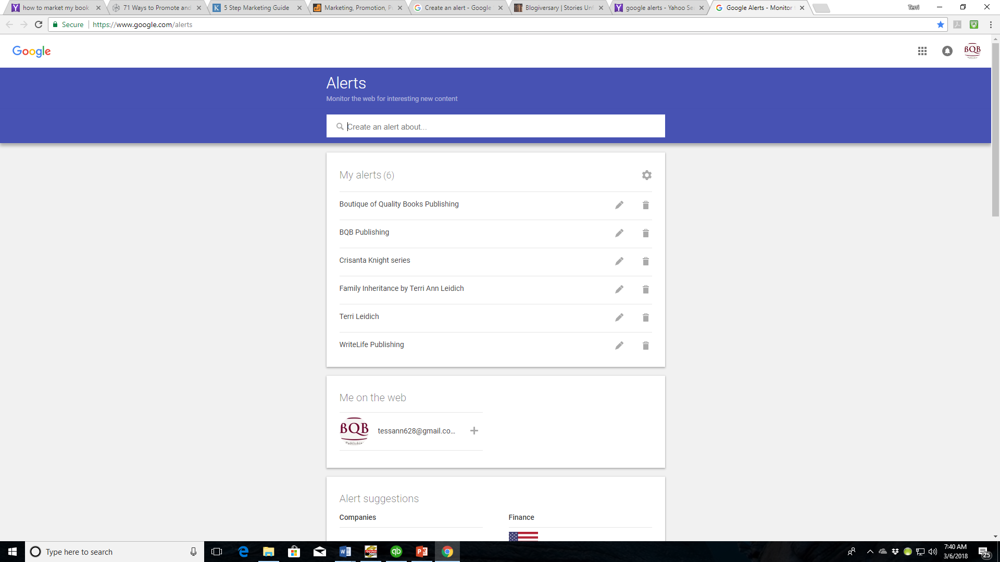 how to market my book
71 Ways to Promote and
5 Step Marketing Guide
Marketing, Promotion, P
Create an alert - Google
Blogiversary | Stories Unf
google alerts - Yahoo Se
Google Alerts - Monitor
Terri
Secure
https://www.google.com/alerts
Google
BQB
Alerts
Monitor the web for interesting new content
Create an alert about...
My alerts (6)
Boutique of Quality Books Publishing
BQB Publishing
Crisanta Knight series
Family Inheritance by Terri Ann Leidich
Terri Leidich
WriteLife Publishing
Me on the web
BQB
Publishin
tessann628@gmail.co...
Alert suggestions
Companies
Finance
Type here to search
7:40 AM
3/6/2018
25